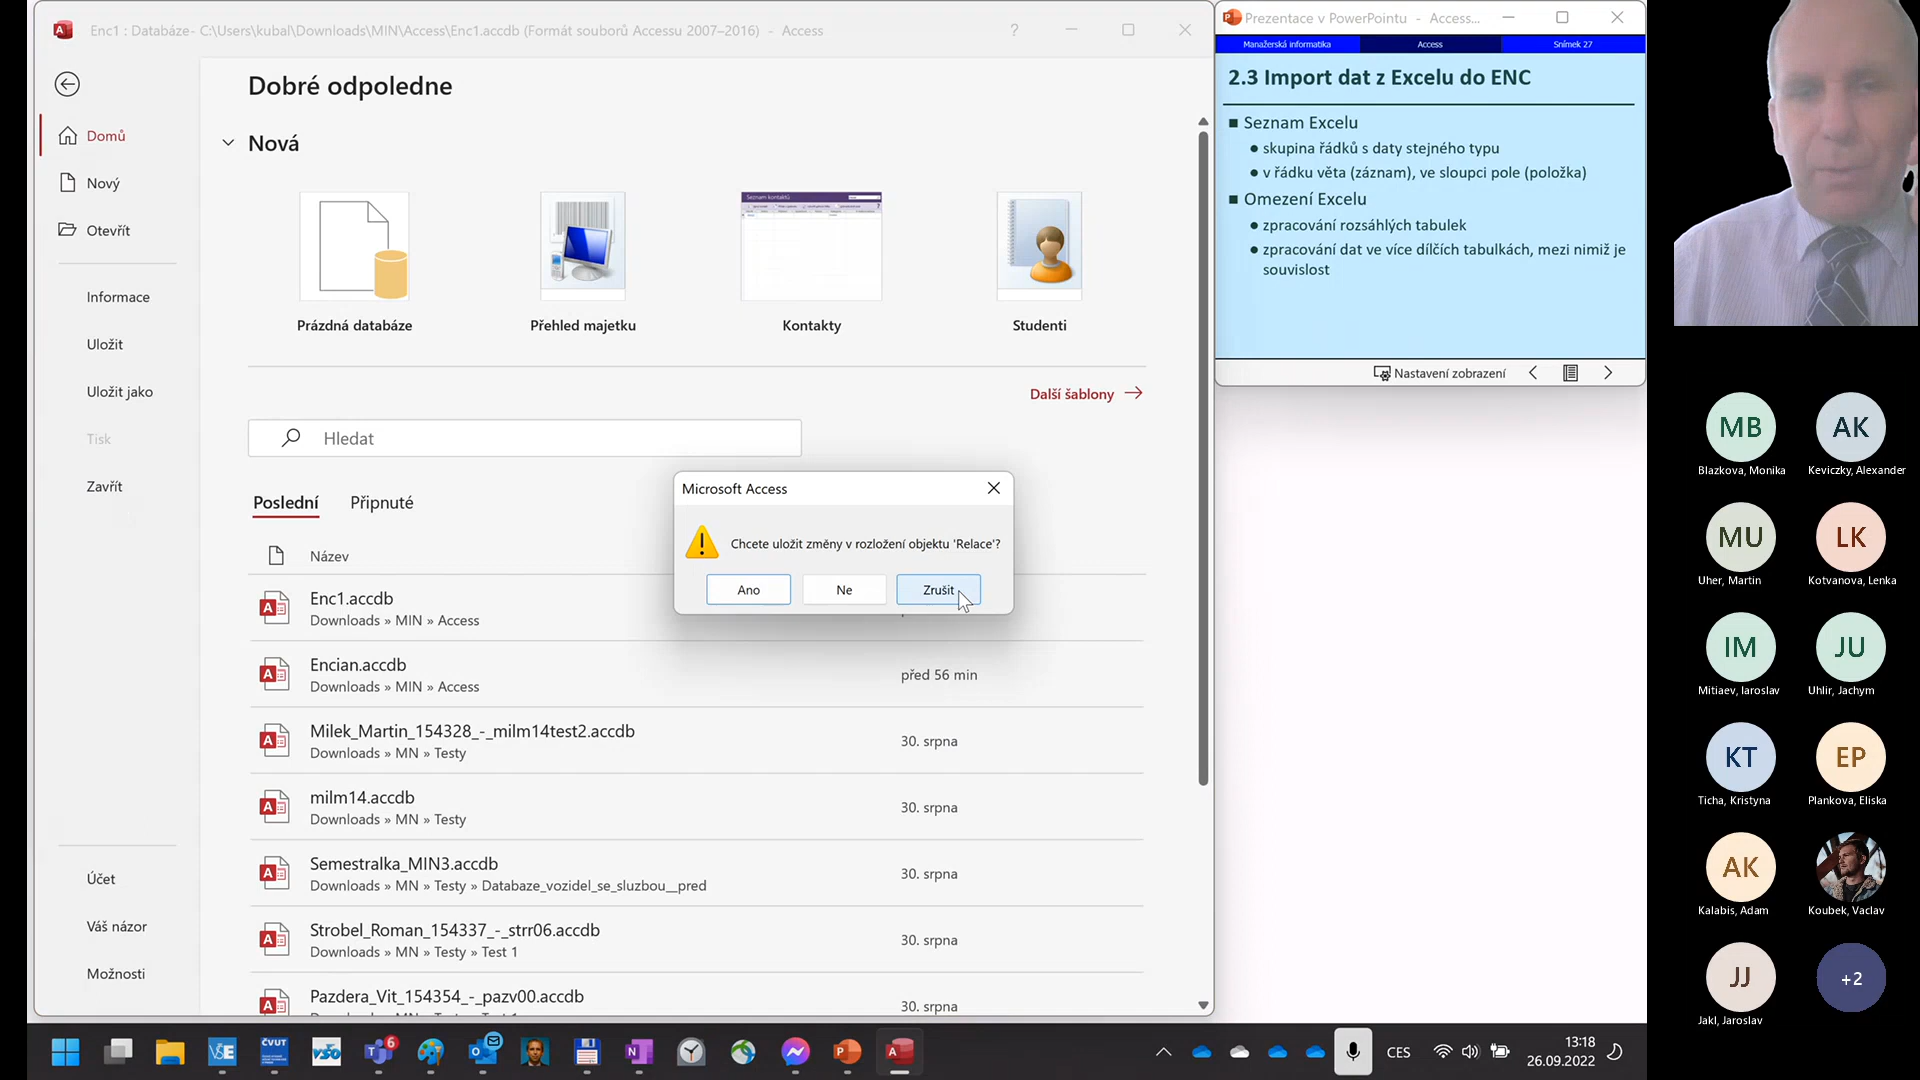 Enc1 : Databáze- C:\Users\kubal\Downloads\MIN\Access\Enc1.accdb (Formát souborů Accessu 2007–2016) - Access
?
Dobré odpoledne
Domů
Nový
Otevřít
Informace
Uložit
Uložit jako
Tisk
Zavřít
Účet
Váš názor
Možnosti
Nová
Prázdná databáze
Přehled majetku
Seznam kontaktů
Kontakty
Studenti
Další šablony
Hledat
Poslední
Připnuté
Název
Enc1.accdb
Downloads » MIN » Access
Encian.accdb
Downloads » MIN » Access
před 56 min
Milek_Martin_154328_-_milm14test2.accdb
Downloads » MN » Testy
30. srpna
milm14.accdb
Downloads » MN » Testy
30. srpna
Semestralka_MIN3.accdb
Downloads » MN » Testy » Databaze_vozidel_se_sluzbou__pred
30. srpna
Strobel_Roman_154337_-_strr06.accdb
Downloads » MN » Testy » Test 1
30. srpna
Pazdera_Vit_154354_-_pazv00.accdb
30. srpna
Microsoft Access
Chcete uložit změny v rozložení objektu 'Relace'?
Ano
Ne
Zrušit
Prezentace v PowerPointu - Access...
Manažerská informatika
Access
Snímek 27
2.3 Import dat z Excelu do ENC
Seznam Excelu
skupina řádků s daty stejného typu
v řádku věta (záznam), ve sloupci pole (položka)
Omezení Excelu
zpracování rozsáhlých tabulek
zpracování dat ve více dílčích tabulkách, mezi nimiž je
souvislost
Nastavení zobrazení
MB
Blazkova, Monika
AK
Keviczky, Alexander
MU
Uher, Martin
LK
Kotvanova, Lenka
IM
Mitiaev, Iaroslav
JU
Uhlir, Jachym
KT
Ticha, Kristyna
EP
Plankova, Eliska
AK
Kalabis, Adam
Koubek, Vaclav
JJ
Jakl, Jaroslav
+2
VŠE
ČVUT
VŠO
6
CES
13:18
26.09.2022